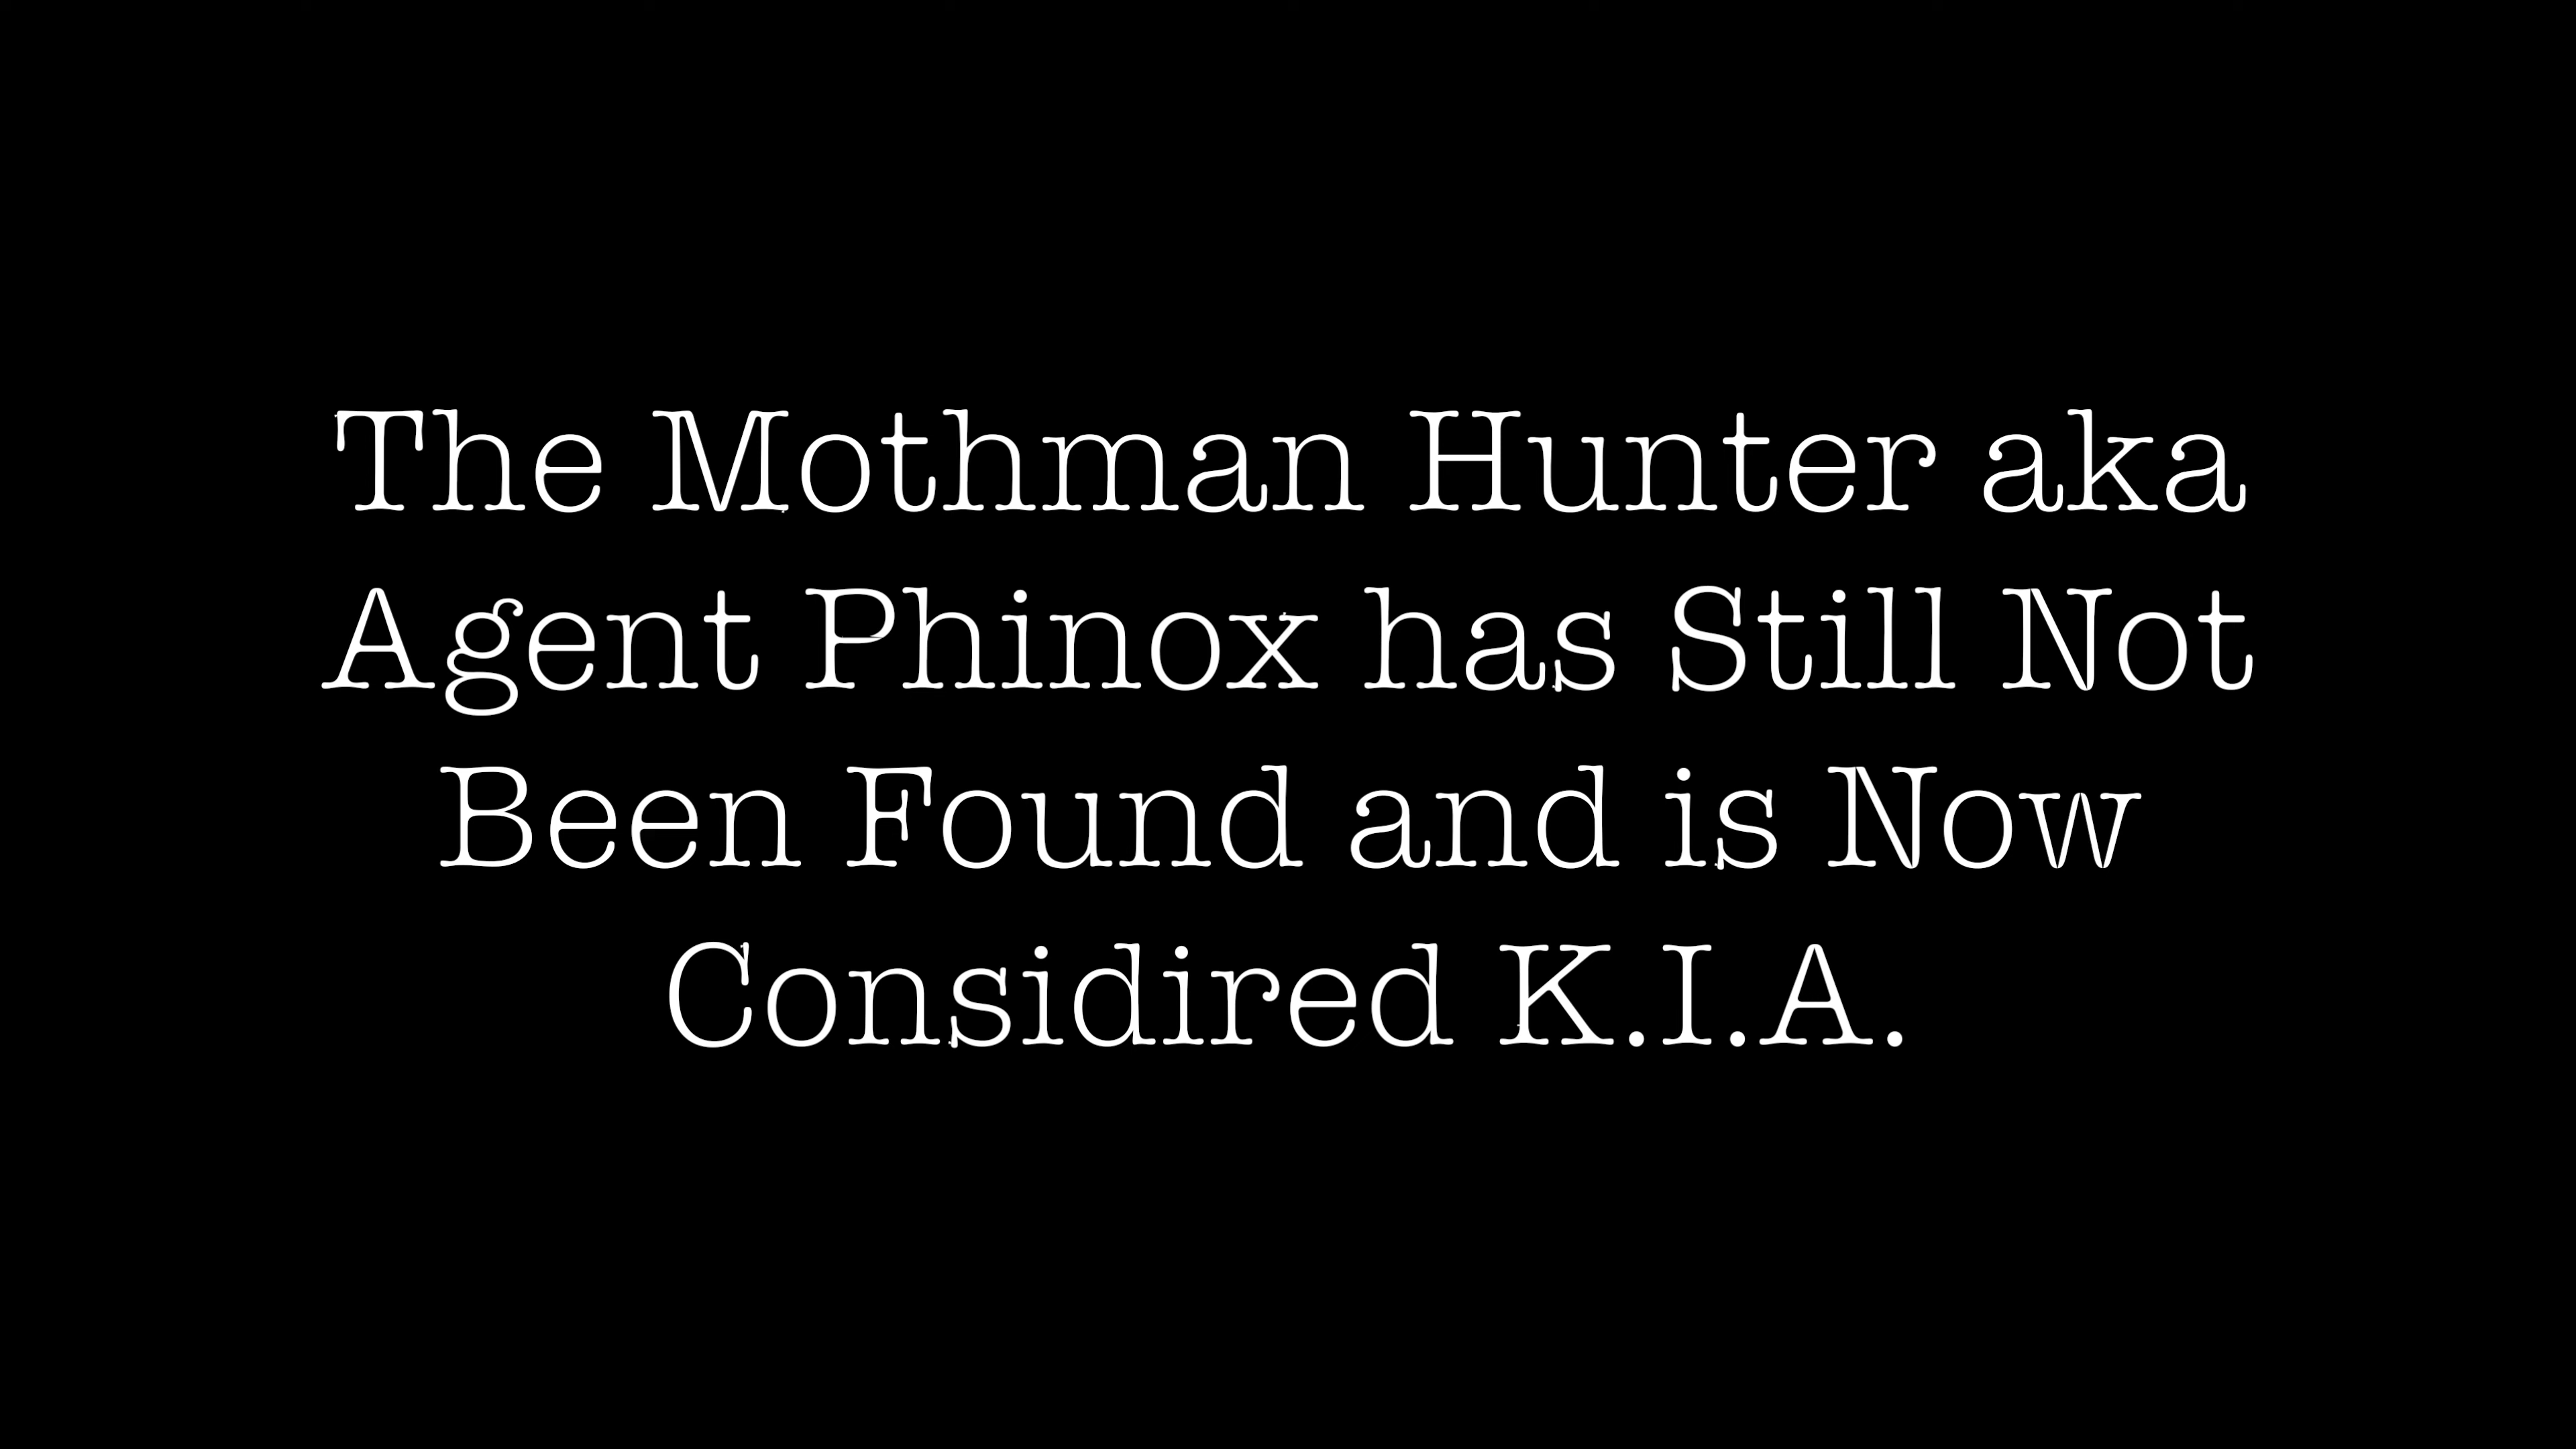 The Mothman Hunter aka
Agent Phinox has Still Not
Been Found and is Now
Considired K.I.A.